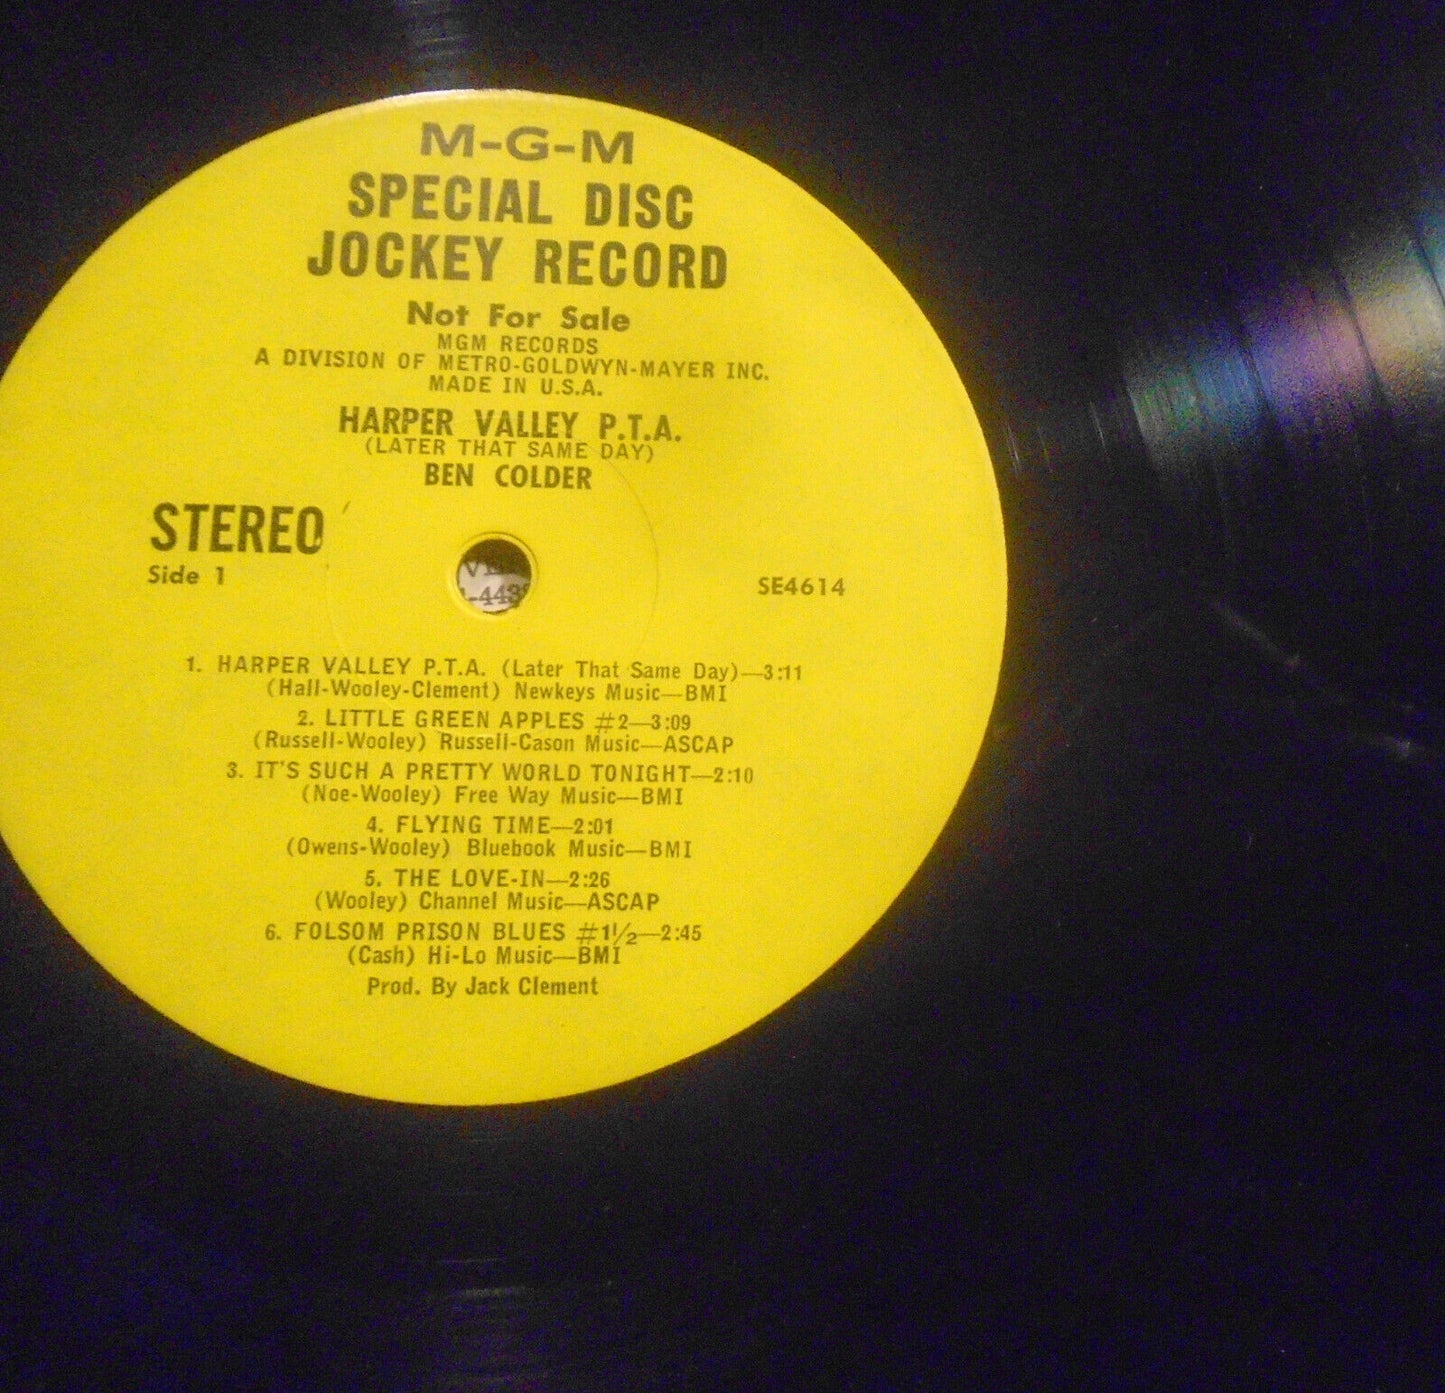 M-G-M
SPECIAL DISC
JOCKEY RECORD
Not For Sale
MGM RECORDS
A DIVISION OF METRO-GOLDWYN-MAYER INC.
MADE IN U.S.A.
HARPER VALLEY P.T.A.
(LATER THAT SAME DAY)
BEN COLDER
STEREO
Side 1
SE4614
1. HARPER VALLEY P.T.A. (Later That Same Day)—3:11
(Hall-Wooley-Clement) Newkeys Music—BMI
2. LITTLE GREEN APPLES #2—3:09
(Russell-Wooley) Russell-Cason Music—ASCAP
3. IT'S SUCH A PRETTY WORLD TONIGHT—2:10
(Noe-Wooley) Free Way Music—BMI
4. FLYING TIME—2:01
(Owens-Wooley) Bluebook Music—BMI
5. THE LOVE-IN—2:26
(Wooley) Channel Music—ASCAP
6. FOLSOM PRISON BLUES #1½—2:45
(Cash) Hi-Lo Music—BMI
Prod. By Jack Clement